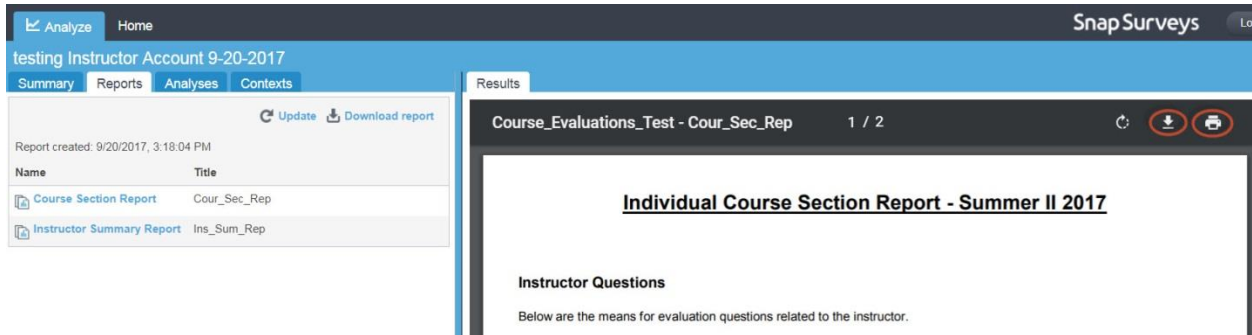 Analyze Home Snap Surveys Lo
testing Instructor Account 9-20-2017
Summary Reports Analyses Contexts
Update Download report
Report created: 9/20/2017, 3:18:04 PM
Name Title
Course Section Report Cour_Sec_Rep
Instructor Summary Report Ins_Sum_Rep
Results
Course_Evaluations_Test - Cour_Sec_Rep 1 / 2
Individual Course Section Report - Summer II 2017
Instructor Questions
Below are the means for evaluation questions related to the instructor.